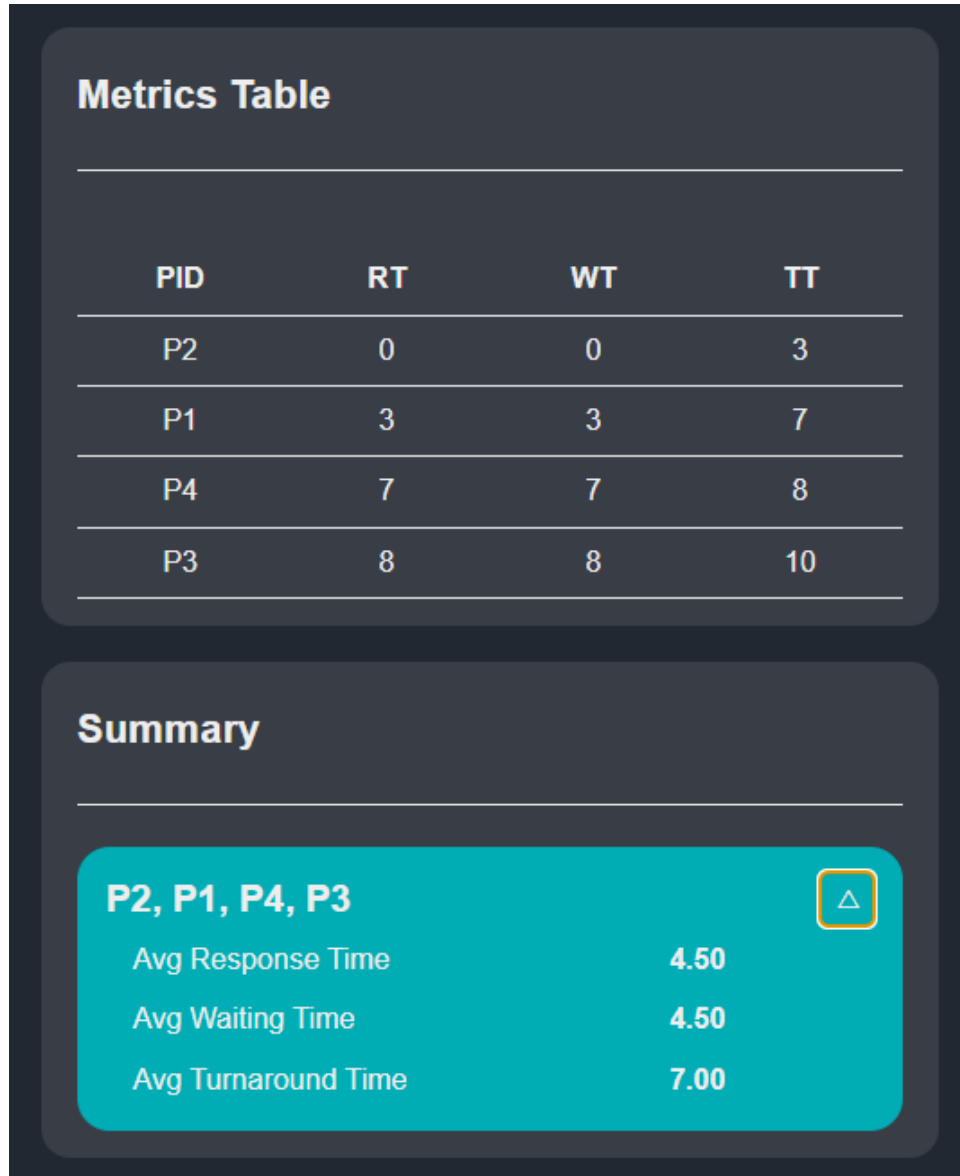 Metrics Table
PID RT WT TT
P2 0 0 3
P1 3 3 7
P4 7 7 8
P3 8 8 10
Summary
P2, P1, P4, P3
Avg Response Time 4.50
Avg Waiting Time 4.50
Avg Turnaround Time 7.00